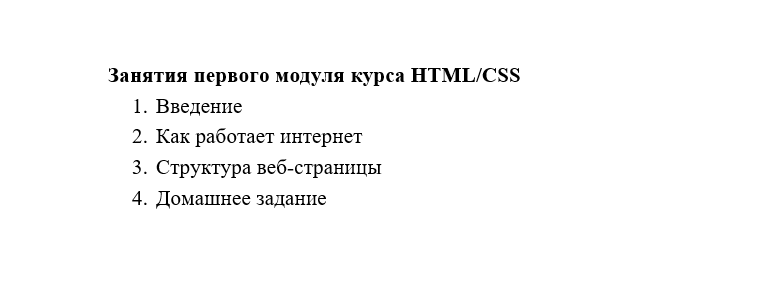 Занятия первого модуля курса HTML/CSS
1. Введение
2. Как работает интернет
3. Структура веб-страницы
4. Домашнее задание